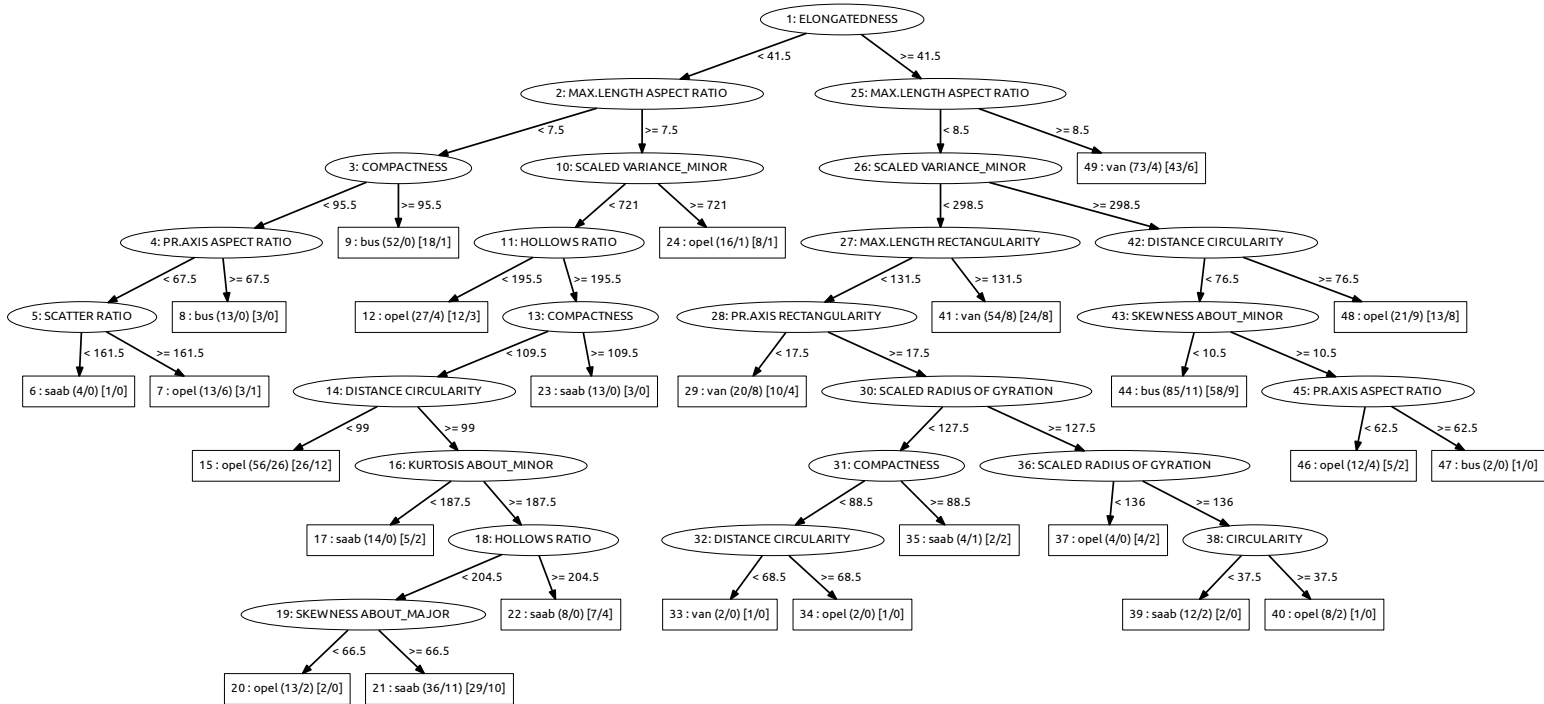 1: ELONGATEDNESS
< 41.5
>= 41.5
2: MAX.LENGTH ASPECT RATIO
25: MAX.LENGTH ASPECT RATIO
< 7.5
>= 7.5
< 8.5
>= 8.5
3: COMPACTNESS
10: SCALED VARIANCE_MINOR
26: SCALED VARIANCE_MINOR
49 : van (73/4) [43/6]
< 95.5
>= 95.5
< 721
>= 721
< 298.5
>= 298.5
4: PR.AXIS ASPECT RATIO
9 : bus (52/0) [18/1]
11: HOLLOWS RATIO
24 : opel (16/1) [8/1]
27: MAX.LENGTH RECTANGULARITY
42: DISTANCE CIRCULARITY
< 67.5
>= 67.5
< 195.5
>= 195.5
< 131.5
>= 131.5
< 76.5
>= 76.5
5: SCATTER RATIO
8 : bus (13/0) [3/0]
12 : opel (27/4) [12/3]
13: COMPACTNESS
28: PR.AXIS RECTANGULARITY
41 : van (54/8) [24/8]
43: SKEWNESS ABOUT_MINOR
48 : opel (21/9) [13/8]
< 161.5
>= 161.5
< 109.5
>= 109.5
< 17.5
>= 17.5
< 10.5
>= 10.5
6 : saab (4/0) [1/0]
7 : opel (13/6) [3/1]
14: DISTANCE CIRCULARITY
23 : saab (13/0) [3/0]
29 : van (20/8) [10/4]
30: SCALED RADIUS OF GYRATION
44 : bus (85/11) [58/9]
45: PR.AXIS ASPECT RATIO
< 99
>= 99
< 127.5
>= 127.5
< 62.5
>= 62.5
15 : opel (56/26) [26/12]
16: KURTOSIS ABOUT_MINOR
31: COMPACTNESS
36: SCALED RADIUS OF GYRATION
46 : opel (12/4) [5/2]
47 : bus (2/0) [1/0]
< 187.5
>= 187.5
< 88.5
>= 88.5
< 136
>= 136
17 : saab (14/0) [5/2]
18: HOLLOWS RATIO
32: DISTANCE CIRCULARITY
35 : saab (4/1) [2/2]
37 : opel (4/0) [4/2]
38: CIRCULARITY
< 204.5
>= 204.5
< 68.5
>= 68.5
< 37.5
>= 37.5
19: SKEWNESS ABOUT_MAJOR
22 : saab (8/0) [7/4]
33 : van (2/0) [1/0]
34 : opel (2/0) [1/0]
39 : saab (12/2) [2/0]
40 : opel (8/2) [1/0]
< 66.5
>= 66.5
20 : opel (13/2) [2/0]
21 : saab (36/11) [29/10]